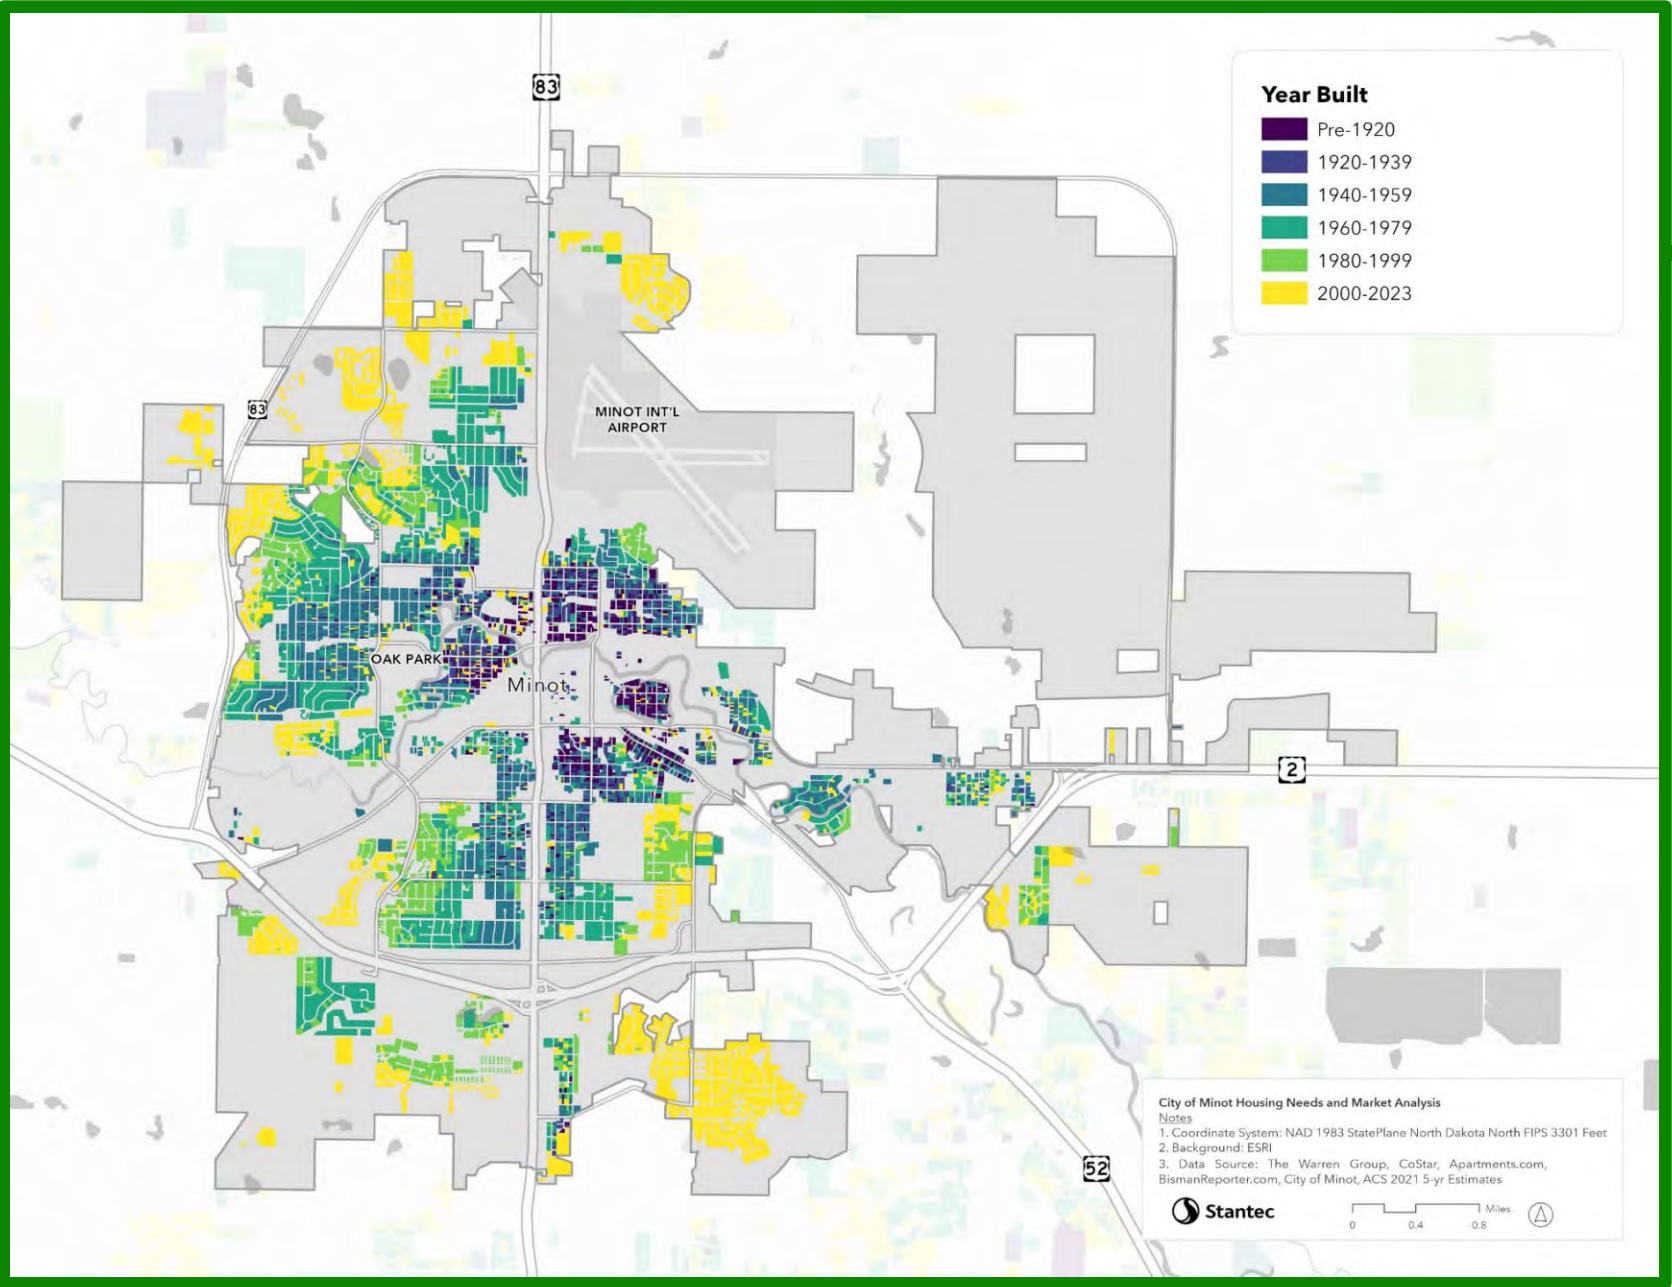 83
Year Built
Pre-1920
1920-1939
1940-1959
1960-1979
1980-1999
2000-2023
83
MINOT INT'L
AIRPORT
OAK PARK
Minot
2
52
City of Minot Housing Needs and Market Analysis
Notes
1. Coordinate System: NAD 1983 StatePlane North Dakota North FIPS 3301 Feet
2. Background: ESRI
3. Data Source: The Warren Group, CoStar, Apartments.com,
BismanReporter.com, City of Minot, ACS 2021 5-yr Estimates
Stantec
Miles
0 0.4 0.8